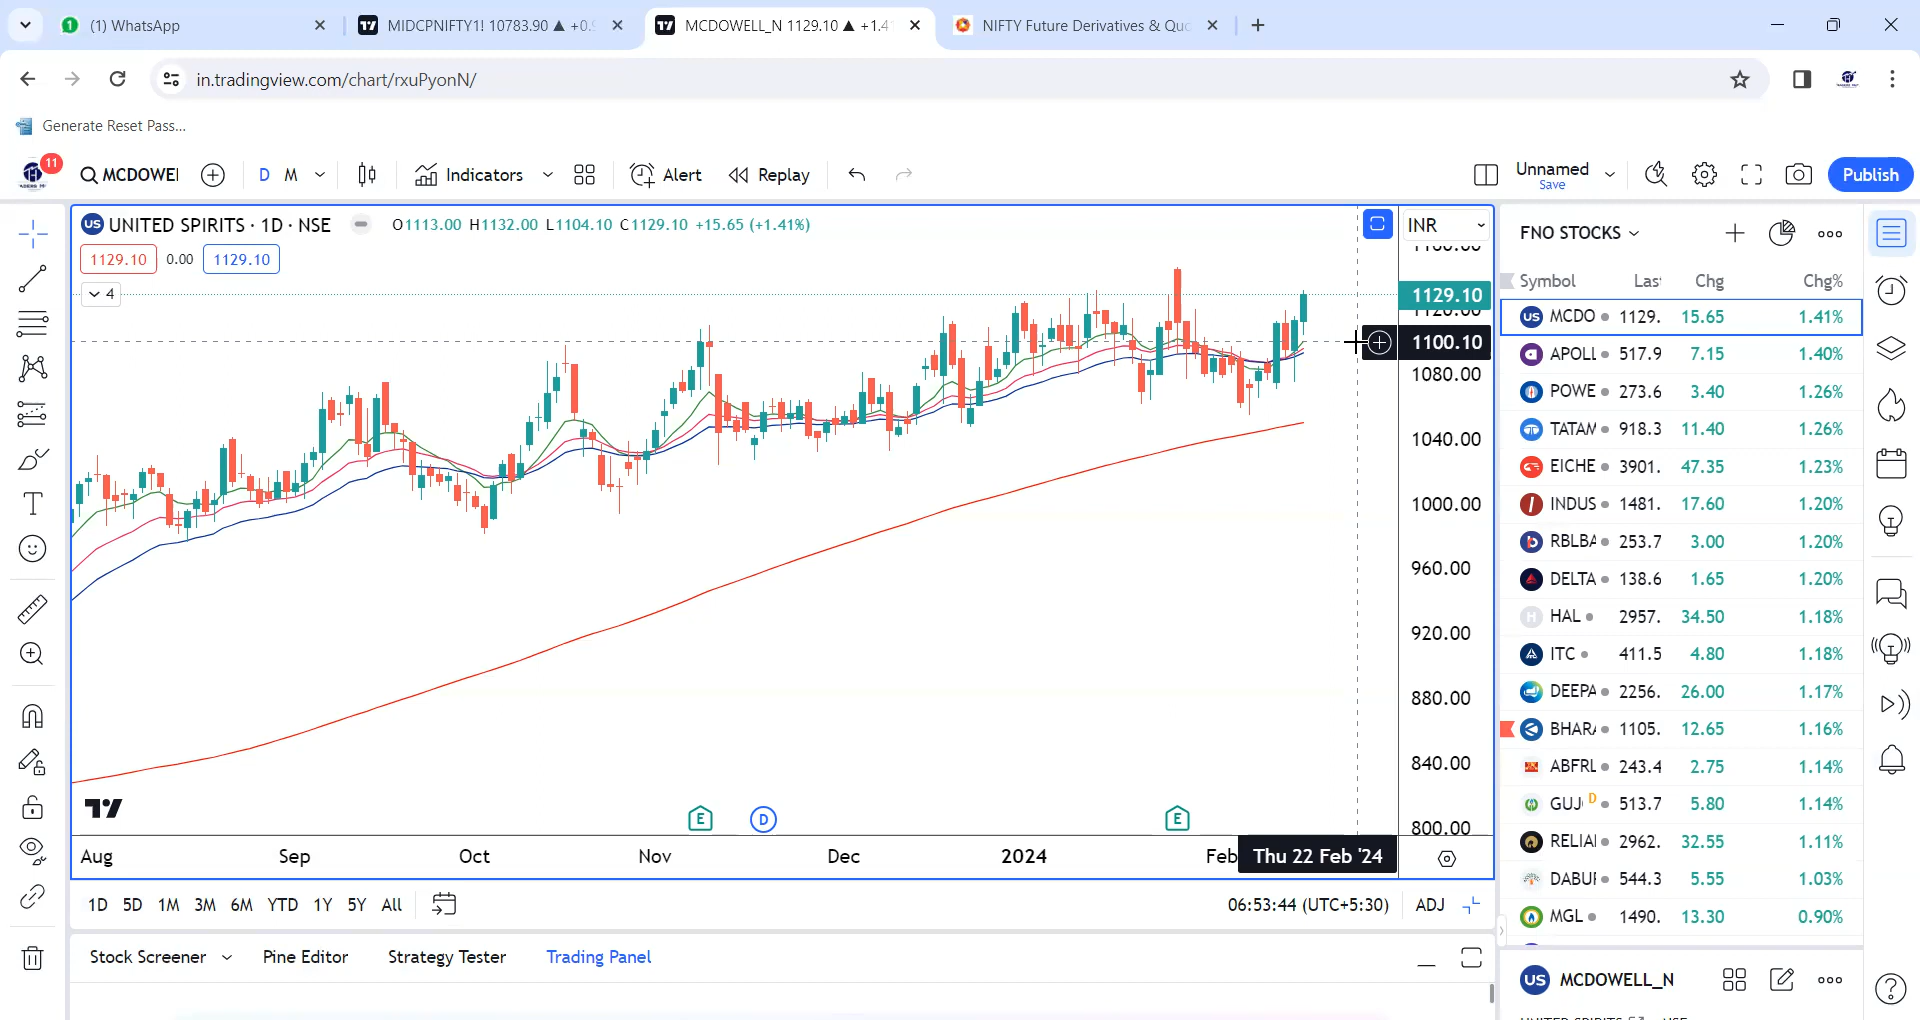 (1) WhatsApp
MIDCPNIFTY1! 10783.90 ▲ +0.
MCDOWELL_N 1129.10 ▲ +1.4
NIFTY Future Derivatives & Quo
in.tradingview.com/chart/rxuPyonN/
Generate Reset Pass...
11
MCDOWEI
D M
Indicators
Alert
Replay
Unnamed
Save
Publish
US UNITED SPIRITS · 1D · NSE
O1113.00 H1132.00 L1104.10 C1129.10 +15.65 (+1.41%)
1129.10 0.00 1129.10
4
INR
1129.10
1120.00
1100.10
1080.00
1040.00
1000.00
960.00
920.00
880.00
840.00
800.00
E D E
Aug Sep Oct Nov Dec 2024 Feb
Thu 22 Feb '24
1D 5D 1M 3M 6M YTD 1Y 5Y All
06:53:44 (UTC+5:30) ADJ
Stock Screener Pine Editor Strategy Tester Trading Panel
FNO STOCKS
Symbol Las Chg Chg%
US MCDO 1129. 15.65 1.41%
APOLL 517.9 7.15 1.40%
POWE 273.6 3.40 1.26%
TATAM 918.3 11.40 1.26%
EICHE 3901. 47.35 1.23%
INDUS 1481. 17.60 1.20%
RBLBA 253.7 3.00 1.20%
DELTA 138.6 1.65 1.20%
H HAL 2957. 34.50 1.18%
ITC 411.5 4.80 1.18%
DEEPA 2256. 26.00 1.17%
BHAR 1105. 12.65 1.16%
ABFRL 243.4 2.75 1.14%
GUJ D 513.7 5.80 1.14%
RELIA 2962. 32.55 1.11%
DABUR 544.3 5.55 1.03%
MGL 1490. 13.30 0.90%
US MCDOWELL_N